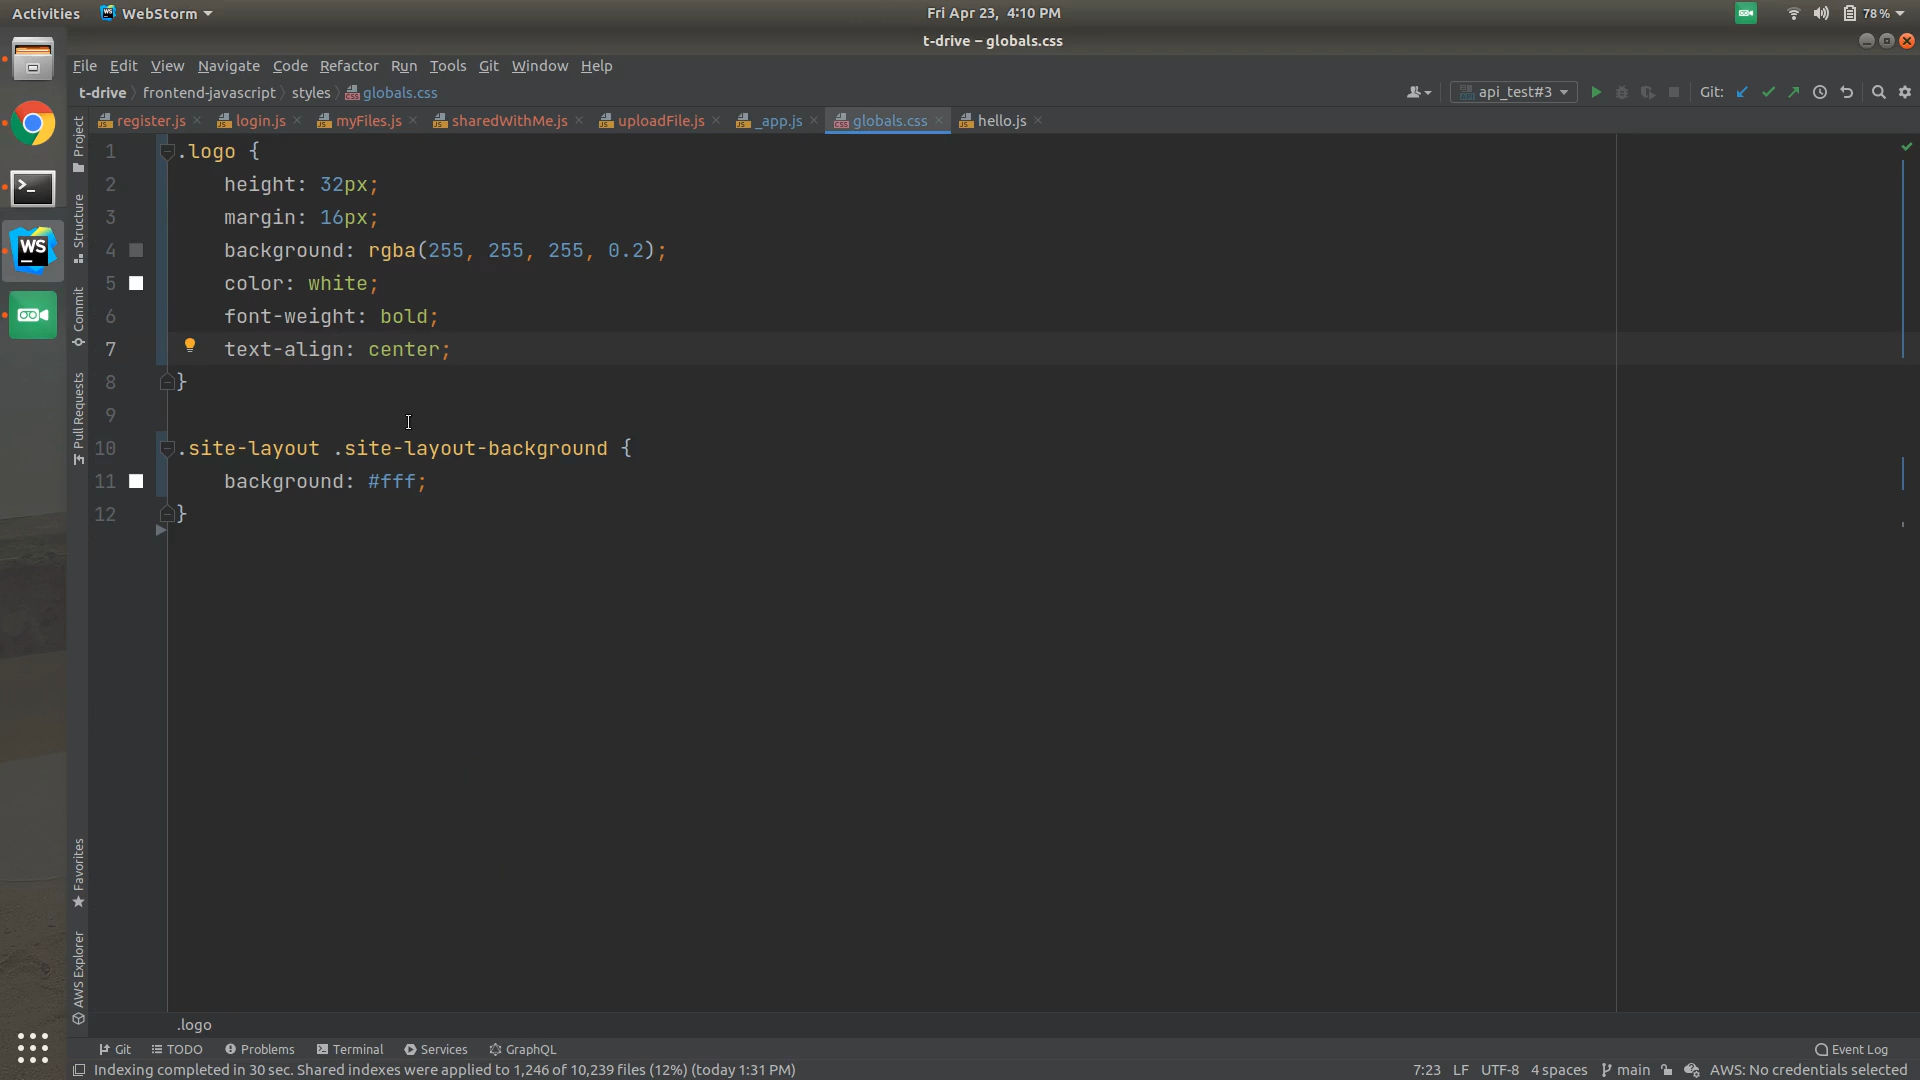 Activities WebStorm Fri Apr 23, 4:10 PM 78 %
t-drive – globals.css
File Edit View Navigate Code Refactor Run Tools Git Window Help
t-drive frontend-javascript styles globals.css api_test#3 Git:
register.js login.js myFiles.js sharedWithMe.js uploadFile.js _app.js globals.css hello.js
Project
Structure
Commit
Pull Requests
Favorites
AWS Explorer
1 .logo {
2 height: 32px;
3 margin: 16px;
4 background: rgba(255, 255, 255, 0.2);
5 color: white;
6 font-weight: bold;
7 text-align: center;
8 }
9
10 .site-layout .site-layout-background {
11 background: #fff;
12 }
.logo
Git TODO Problems Terminal Services GraphQL Event Log
Indexing completed in 30 sec. Shared indexes were applied to 1,246 of 10,239 files (12%) (today 1:31 PM) 7:23 LF UTF-8 4 spaces main AWS: No credentials selected